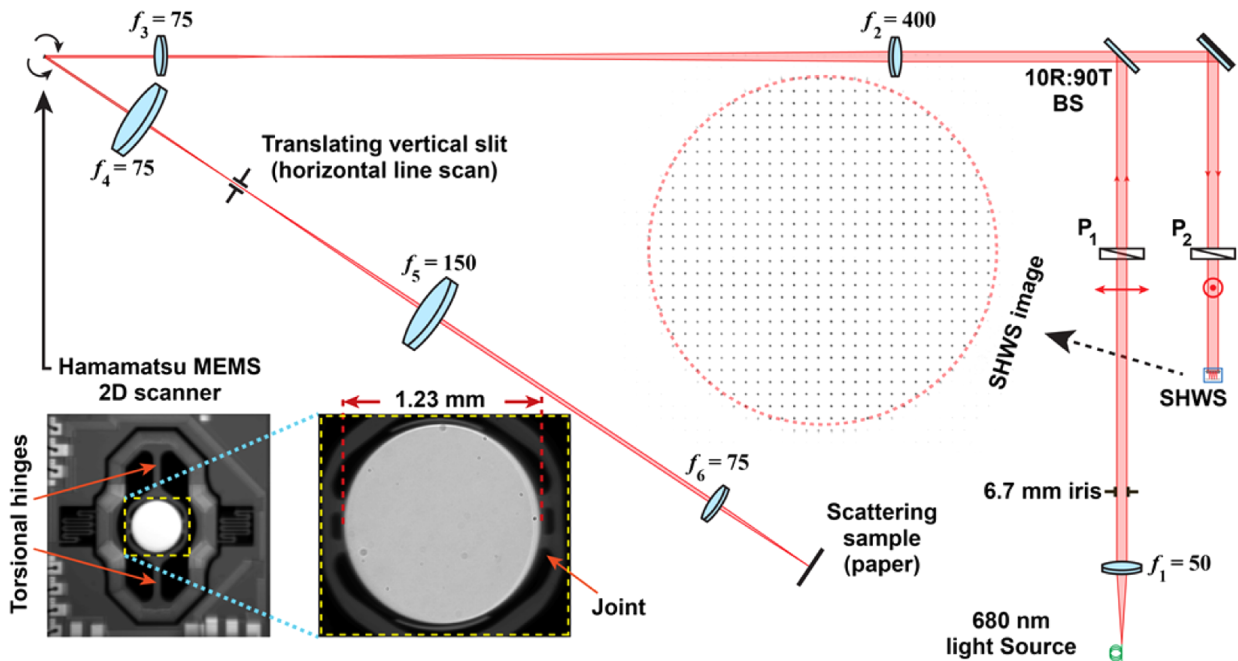 f3 = 75
f2 = 400
10R:90T
BS
f4 = 75
Translating vertical slit
(horizontal line scan)
P1
P2
f5 = 150
SHWS image
SHWS
Hamamatsu MEMS
2D scanner
1.23 mm
Torsional hinges
f6 = 75
6.7 mm iris
Scattering
sample
(paper)
f1 = 50
Joint
680 nm
light Source